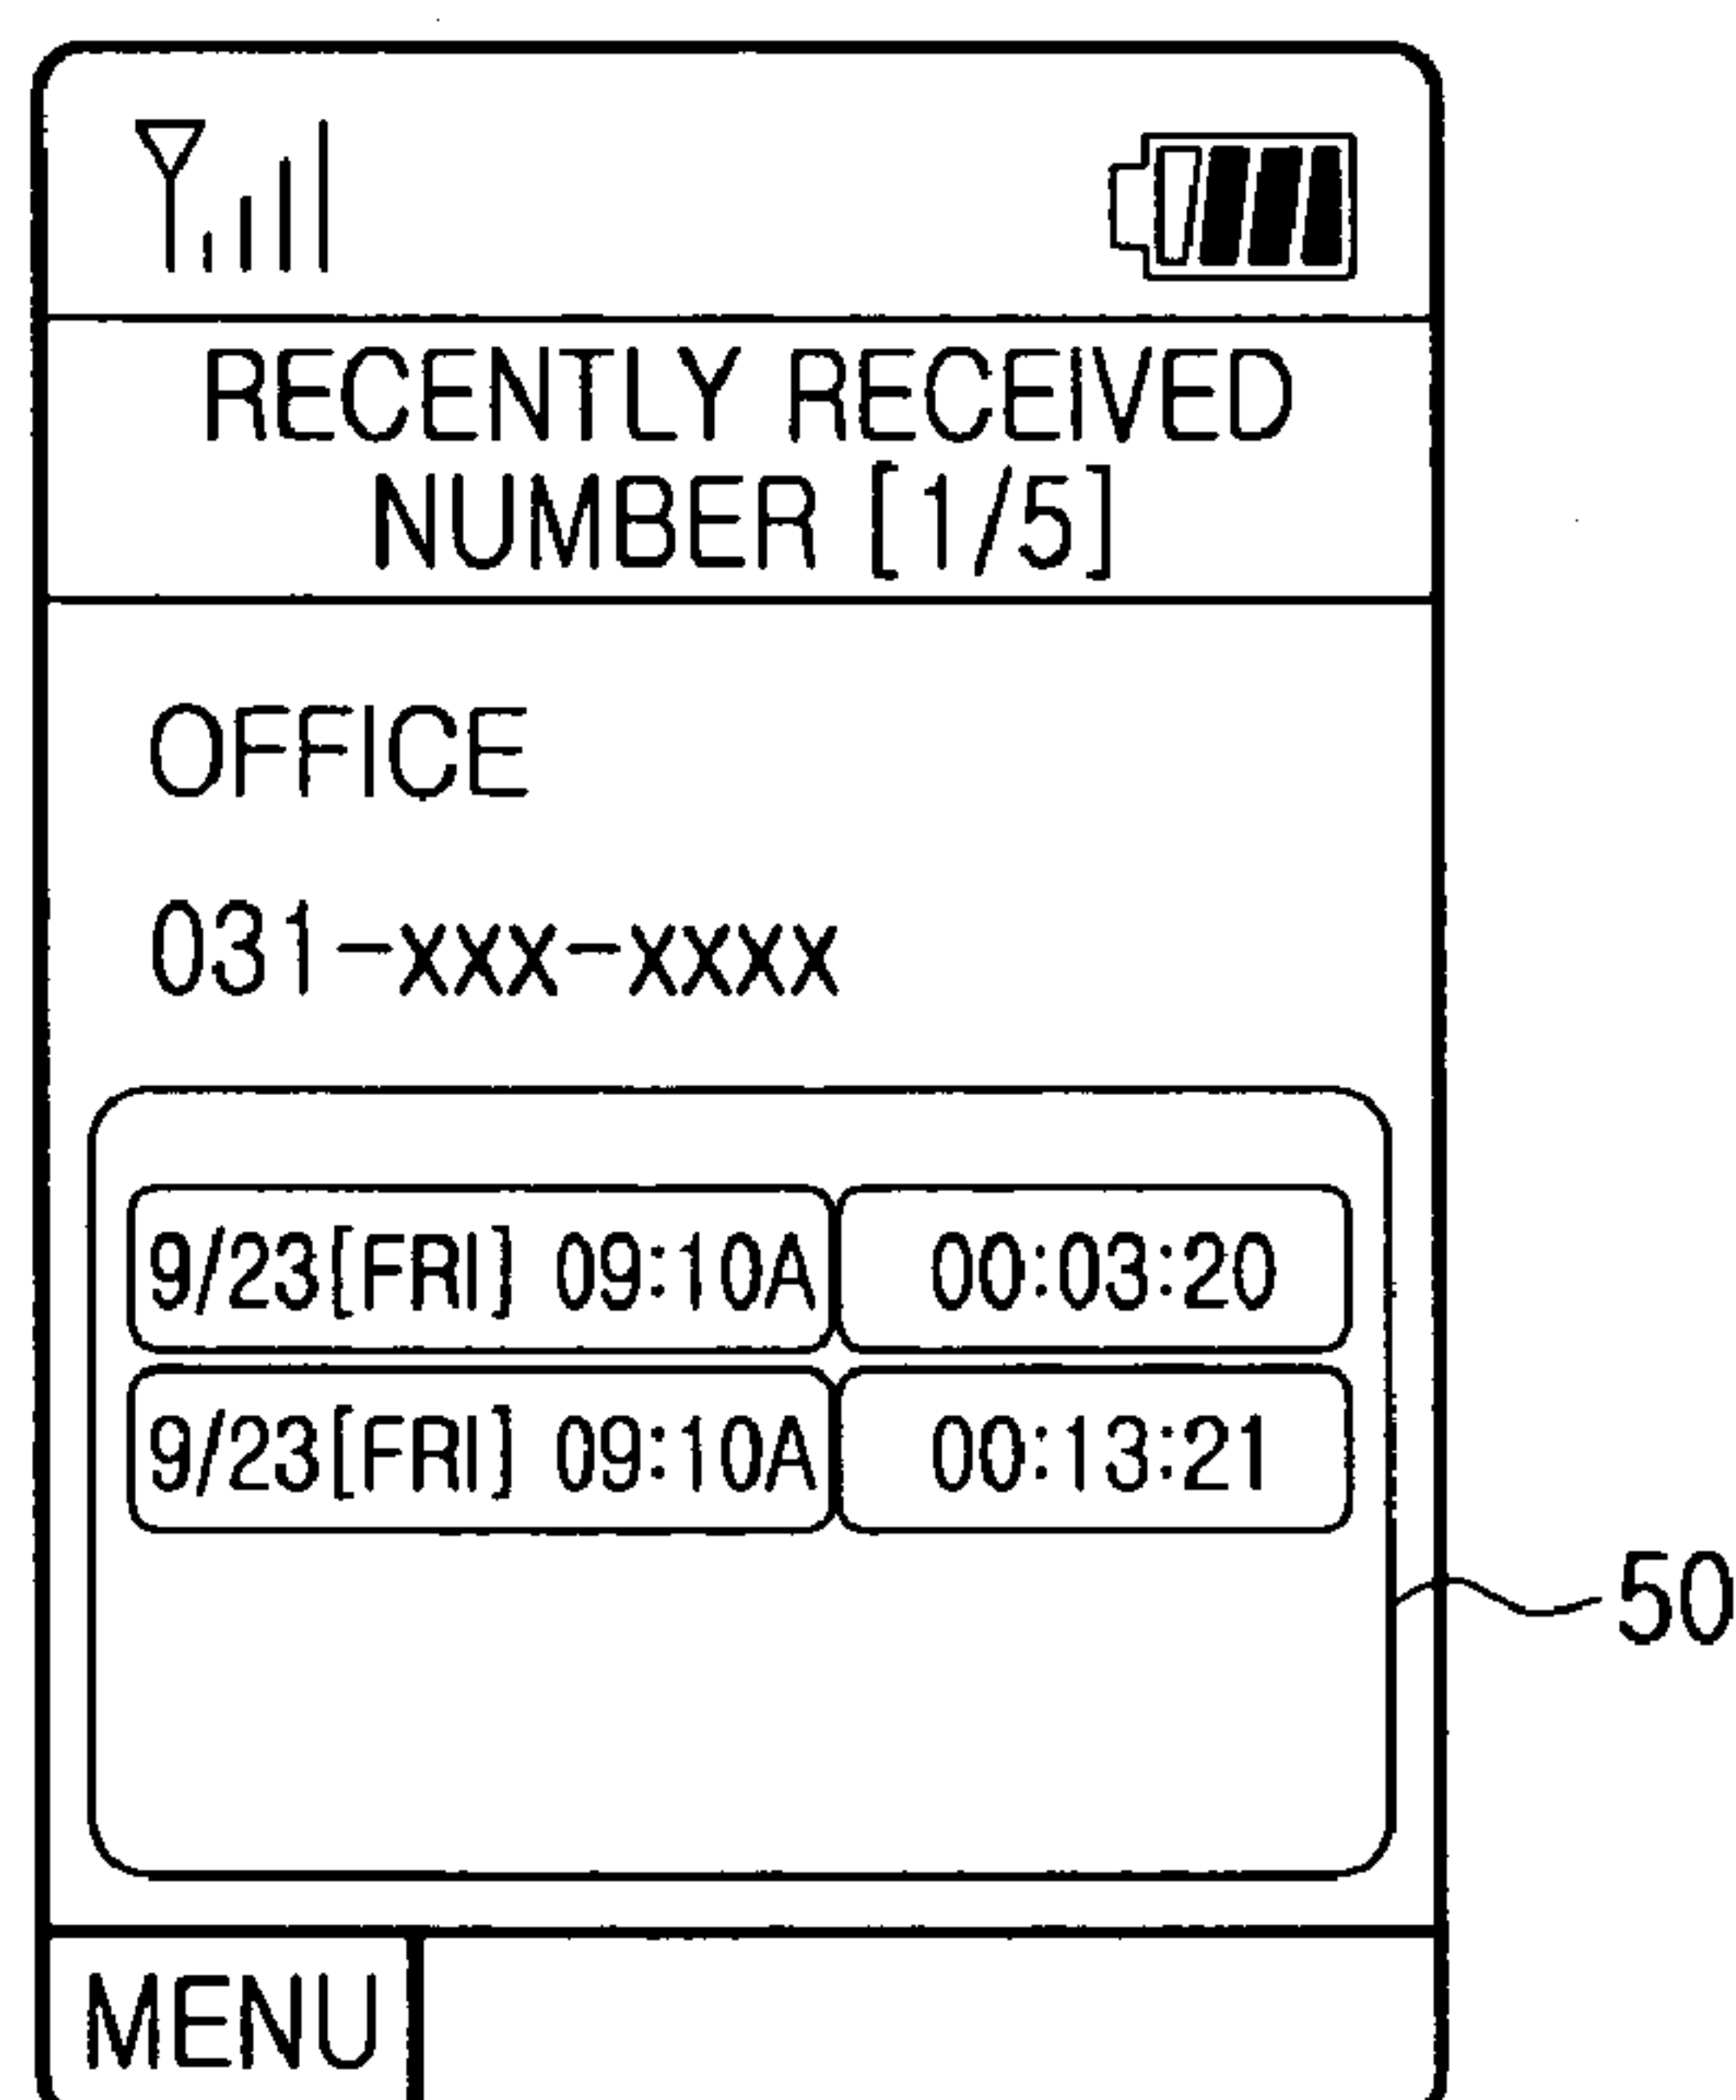 RECENTLY RECEIVED
NUMBER [1/5]
OFFICE
031-xxx-xxxx
9/23[FRI] 09:10A 00:03:20
9/23[FRI] 09:10A 00:13:21
50
MENU